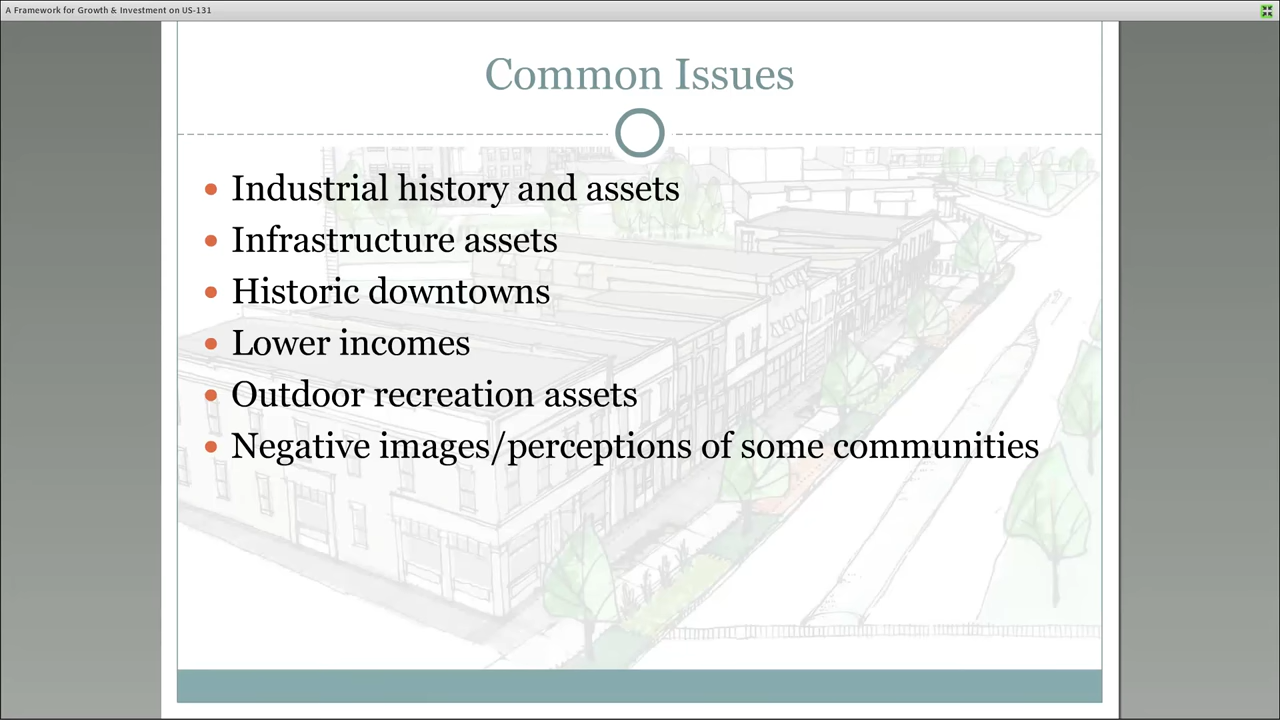 A Framework for Growth & Investment on US-131
Common Issues
• Industrial history and assets
• Infrastructure assets
• Historic downtowns
• Lower incomes
• Outdoor recreation assets
• Negative images/perceptions of some communities